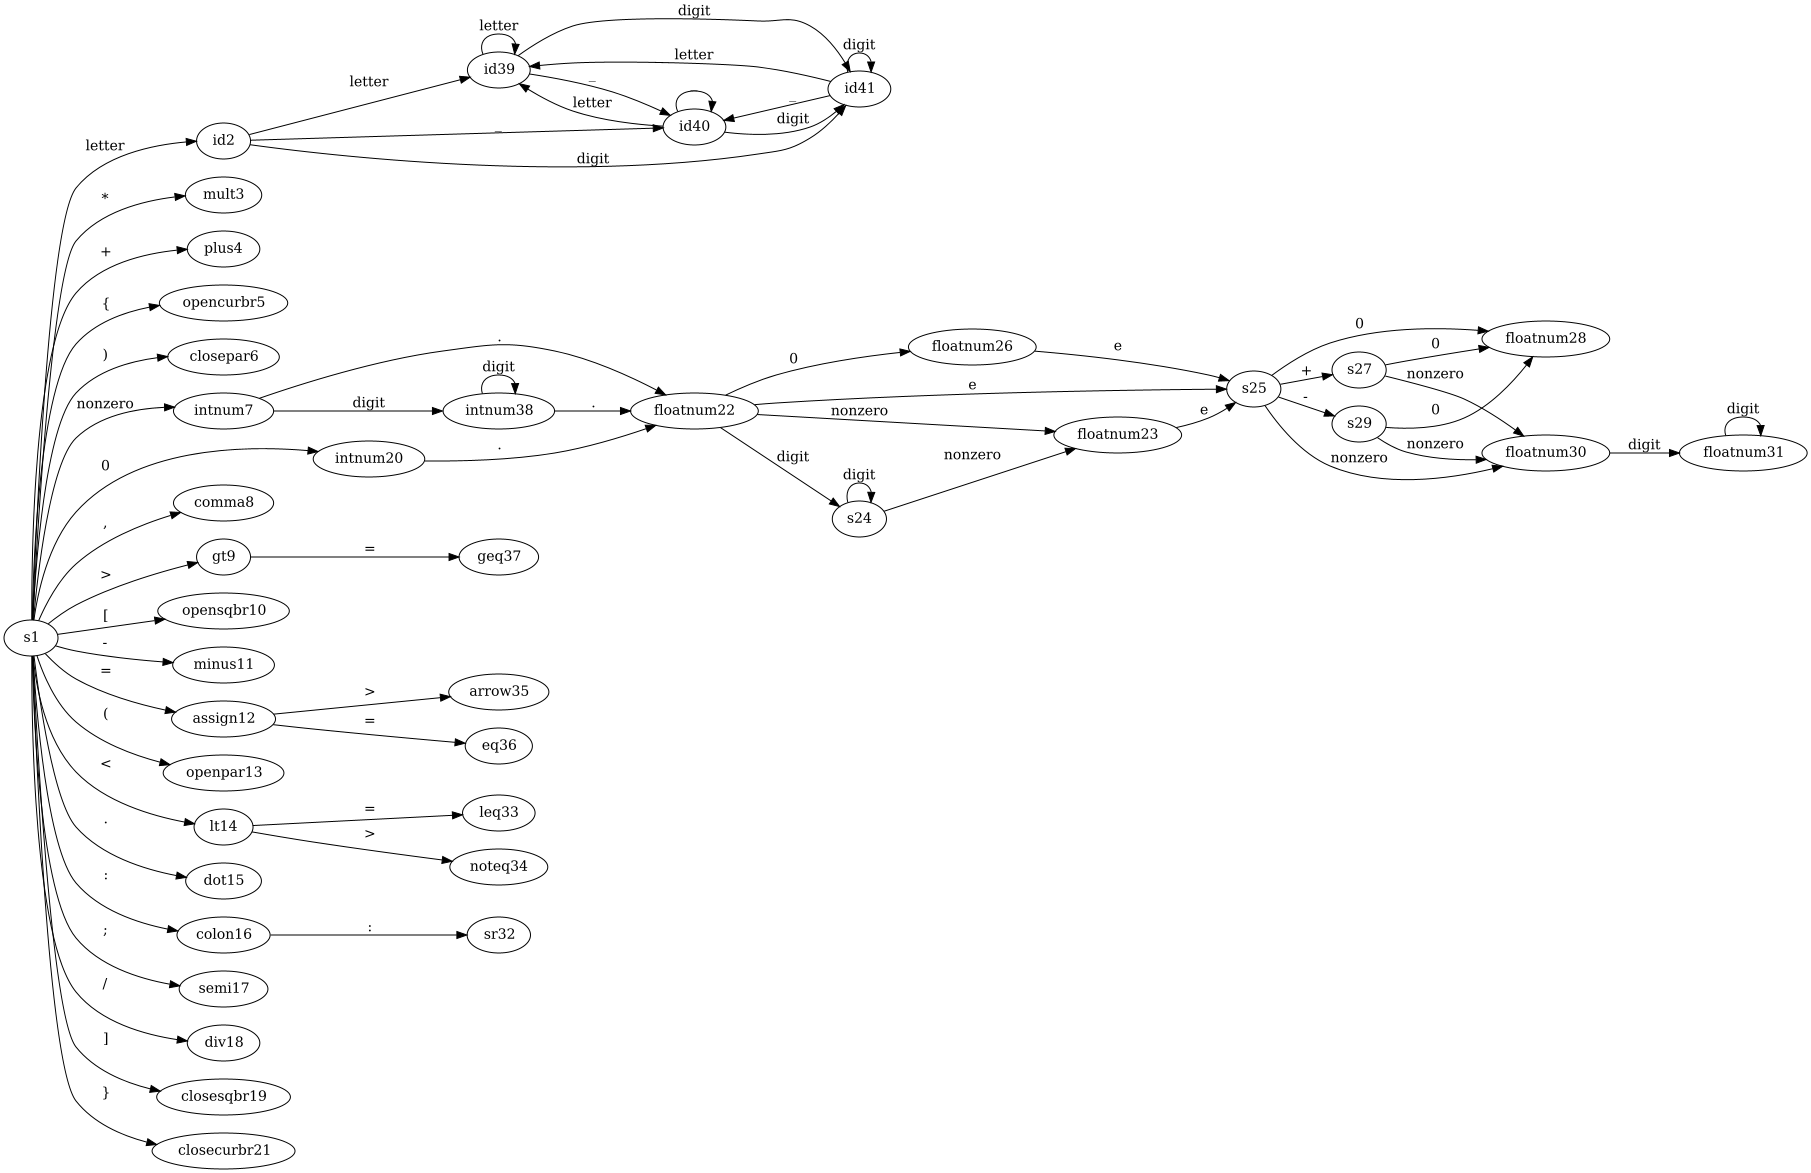 digit
letter
letter
digit
letter
id39
letter
_
id41
letter
_
id40
digit
letter
id2
_
digit
*
mult3
+
plus4
{
opencurbr5
)
closepar6
.
nonzero
intnum7
digit
digit
intnum38
.
floatnum22
0
floatnum26
e
e
nonzero
floatnum23
e
s25
0
floatnum28
+
s27
0
nonzero
-
s29
0
nonzero
nonzero
floatnum30
digit
digit
floatnum31
0
intnum20
.
digit
digit
nonzero
s24
,
comma8
>
gt9
=
geq37
[
opensqbr10
s1
-
minus11
=
assign12
>
arrow35
=
eq36
(
openpar13
<
lt14
=
leq33
>
noteq34
.
dot15
:
colon16
:
sr32
;
semi17
/
div18
]
closesqbr19
}
closecurbr21